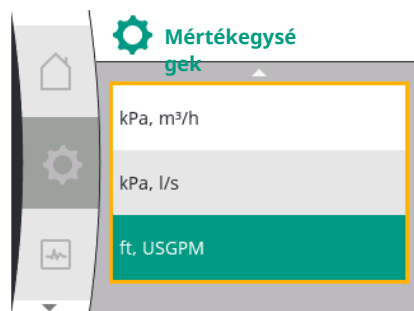 Mértékegysé
gek
kPa, m³/h
kPa, l/s
ft, USGPM